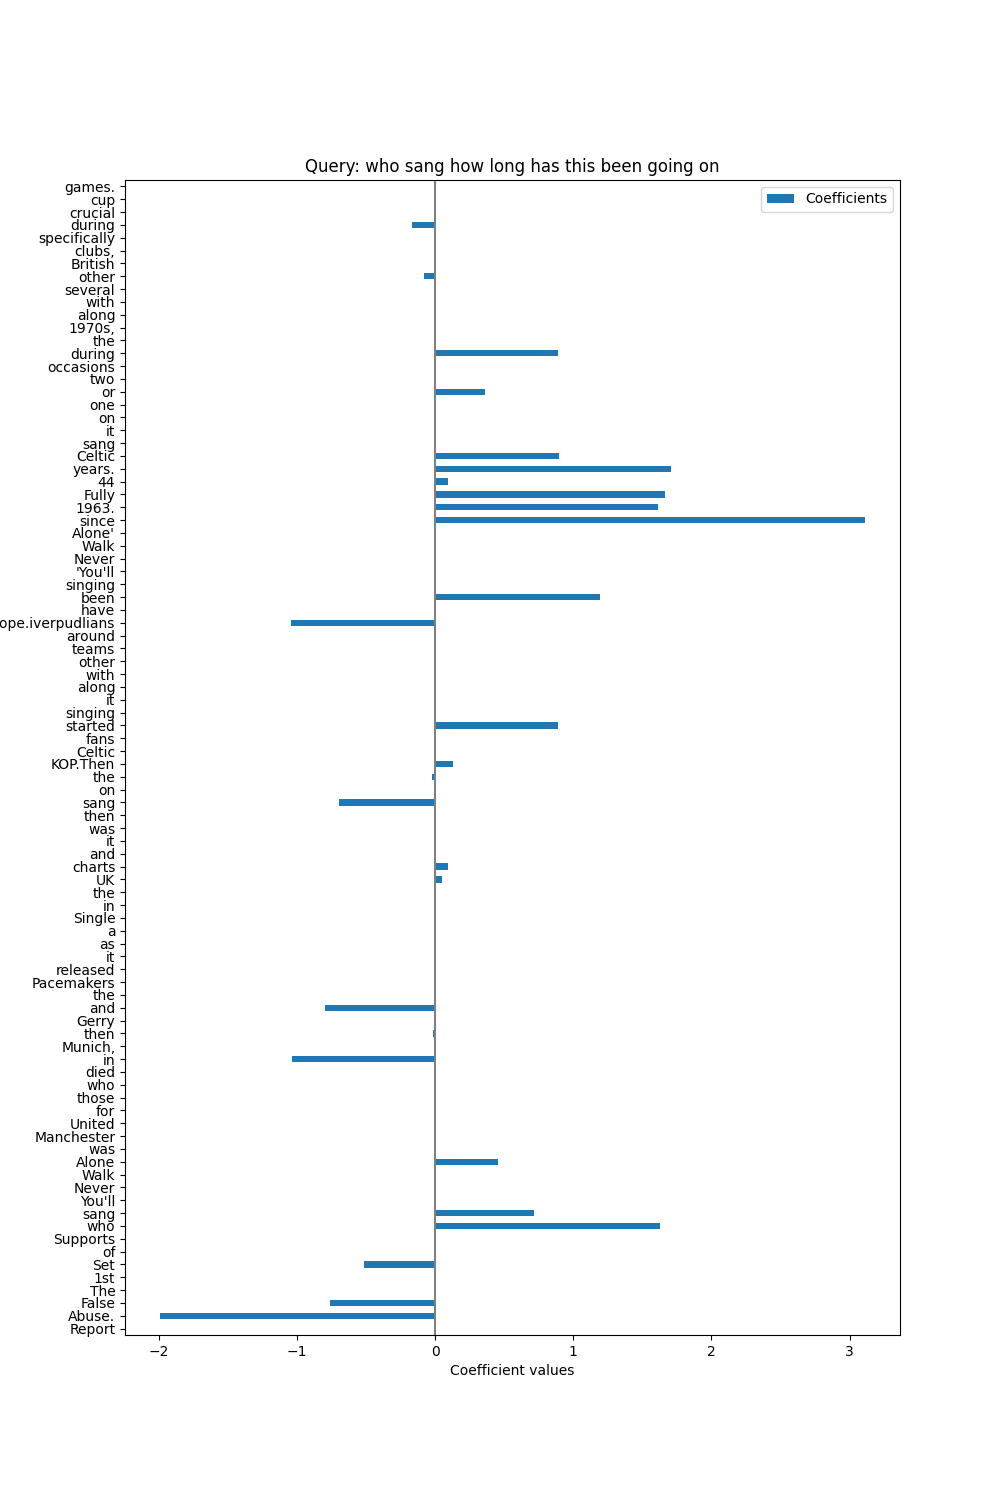 Query: who sang how long has this been going on
Coefficients
games.
cup
crucial
during
specifically
clubs,
British
other
several
with
along
1970s,
the
during
occasions
two
or
one
on
it
sang
Celtic
years.
44
Fully
1963.
since
Alone'
Walk
Never
'You'll
singing
been
have
ope.iverpudlians
around
teams
other
with
along
it
singing
started
fans
Celtic
KOP.Then
the
on
sang
then
was
it
and
charts
UK
the
in
Single
a
as
it
released
Pacemakers
the
and
Gerry
then
Munich,
in
died
who
those
for
United
Manchester
was
Alone
Walk
Never
You'll
sang
who
Supports
of
Set
1st
The
False
Abuse.
Report
−2 −1 0 1 2 3
Coefficient values